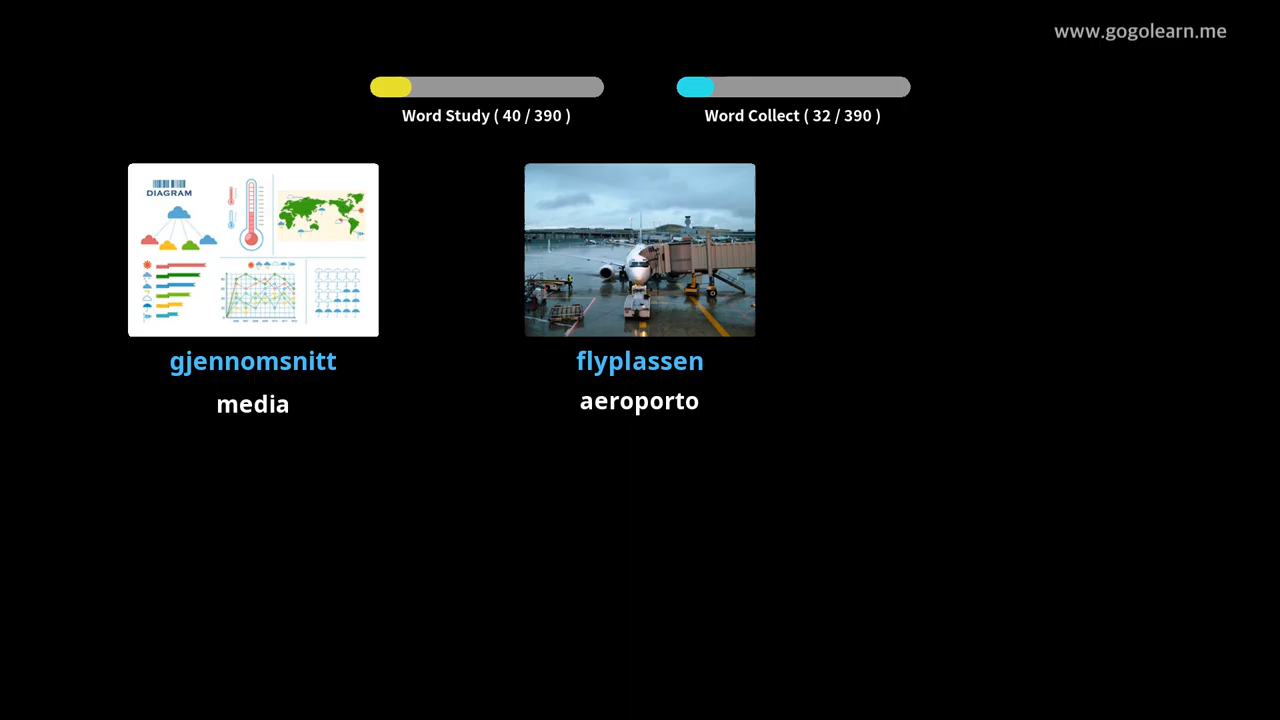 www.gogolearn.me
Word Study ( 40 / 390 )
Word Collect ( 32 / 390 )
DIAGRAM
gjennomsnitt
media
flyplassen
aeroporto